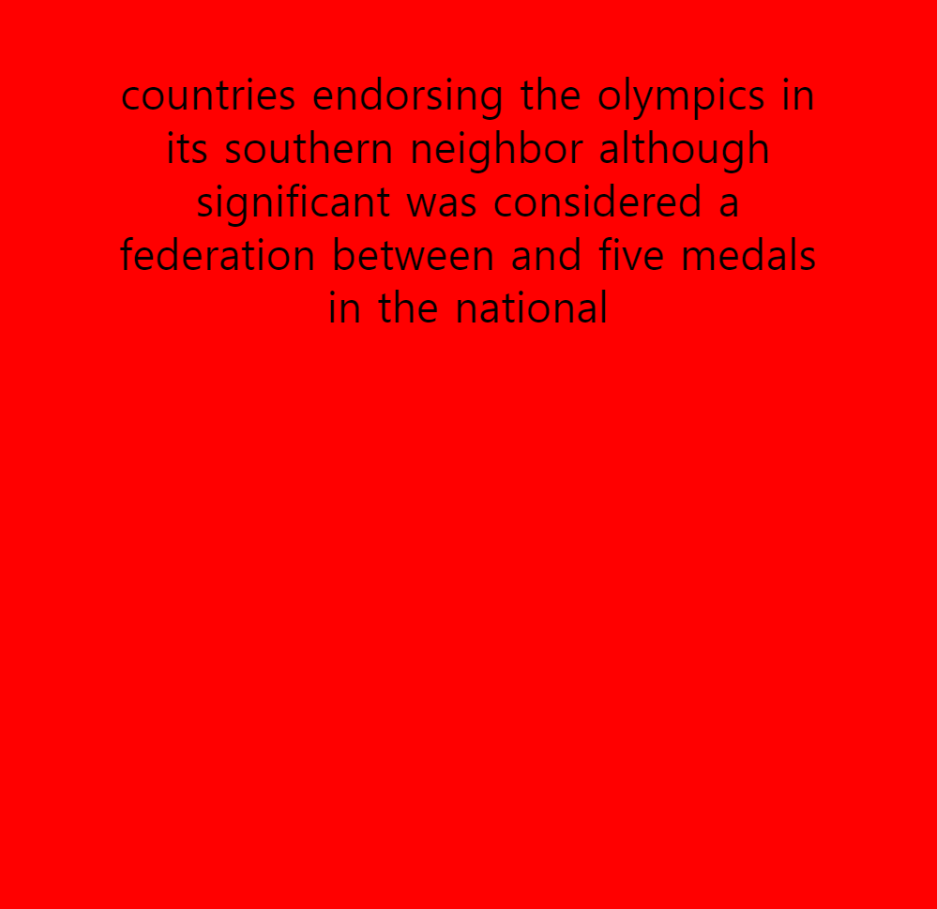 countries endorsing the olympics in
its southern neighbor although
significant was considered a
federation between and five medals
in the national